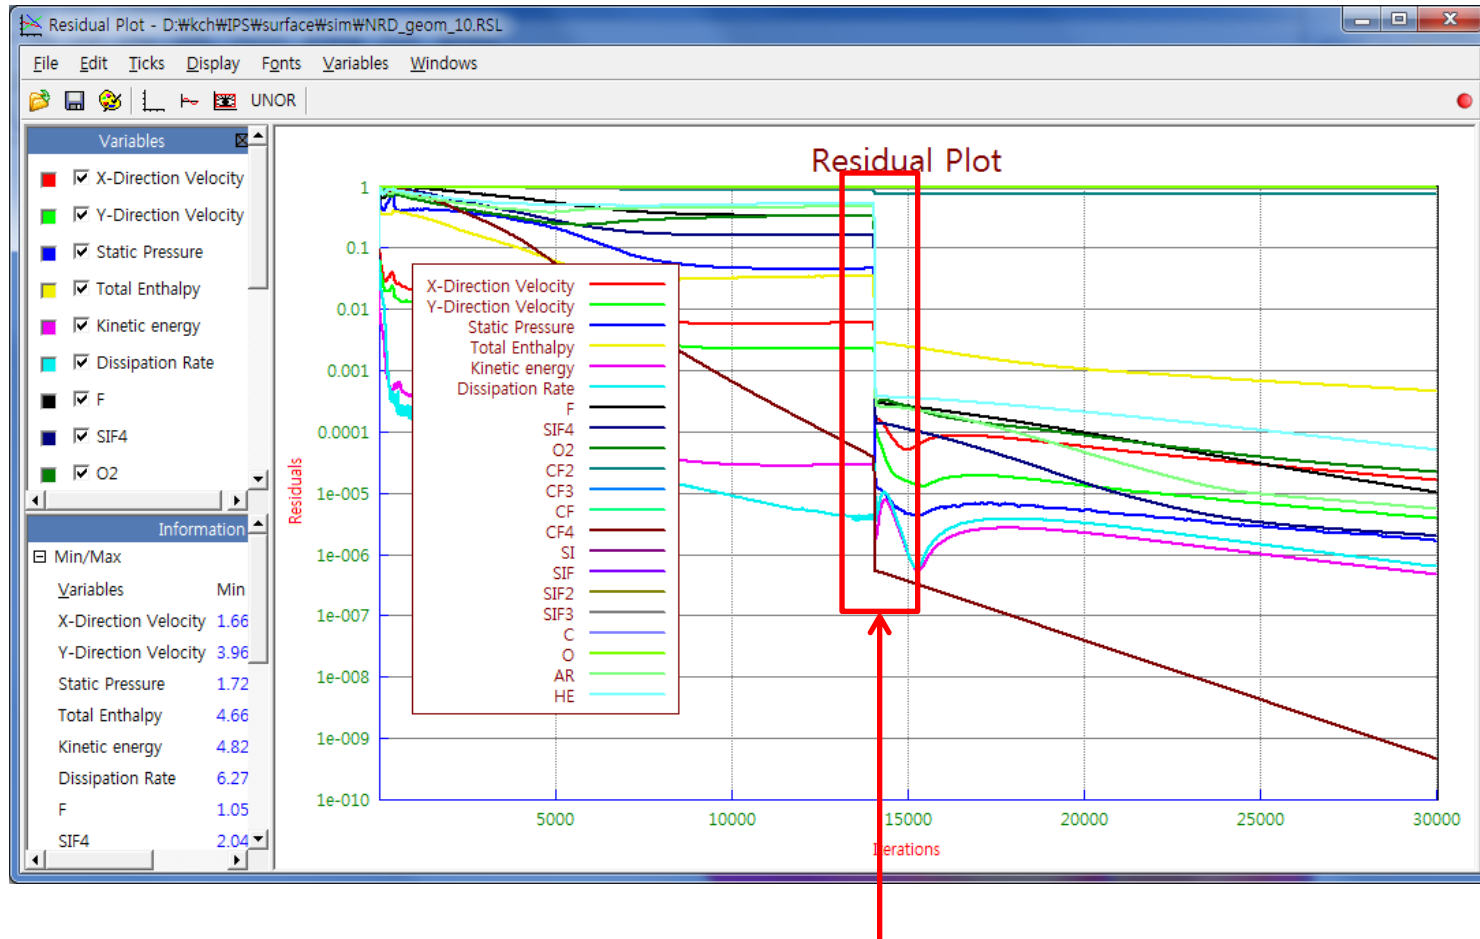 Residual Plot - D:₩kch₩IPS₩surface₩sim₩NRD_geom_10.RSL
File Edit Ticks Display Fonts Variables Windows
UNOR
Variables
X-Direction Velocity
Y-Direction Velocity
Static Pressure
Total Enthalpy
Kinetic energy
Dissipation Rate
F
SIF4
O2
Information
Min/Max
Variables Min
X-Direction Velocity 1.66
Y-Direction Velocity 3.96
Static Pressure 1.72
Total Enthalpy 4.66
Kinetic energy 4.82
Dissipation Rate 6.27
F 1.05
SIF4 2.04
Residual Plot
1
0.1
0.01
0.001
0.0001
1e-005
1e-006
1e-007
1e-008
1e-009
1e-010
Residuals
X-Direction Velocity
Y-Direction Velocity
Static Pressure
Total Enthalpy
Kinetic energy
Dissipation Rate
F
SIF4
O2
CF2
CF3
CF
CF4
SI
SIF
SIF2
SIF3
C
O
AR
HE
5000 10000 15000 20000 25000 30000
Iterations